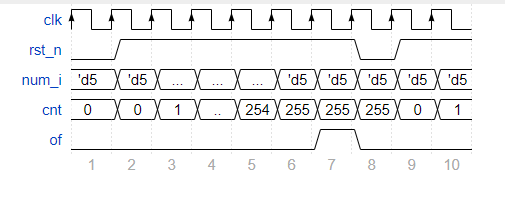 clk
rst_n
num_i 'd5 'd5 ... ... ... 'd5 'd5 'd5 'd5 'd5
cnt 0 0 1 .. 254 255 255 255 0 1
of
1 2 3 4 5 6 7 8 9 10